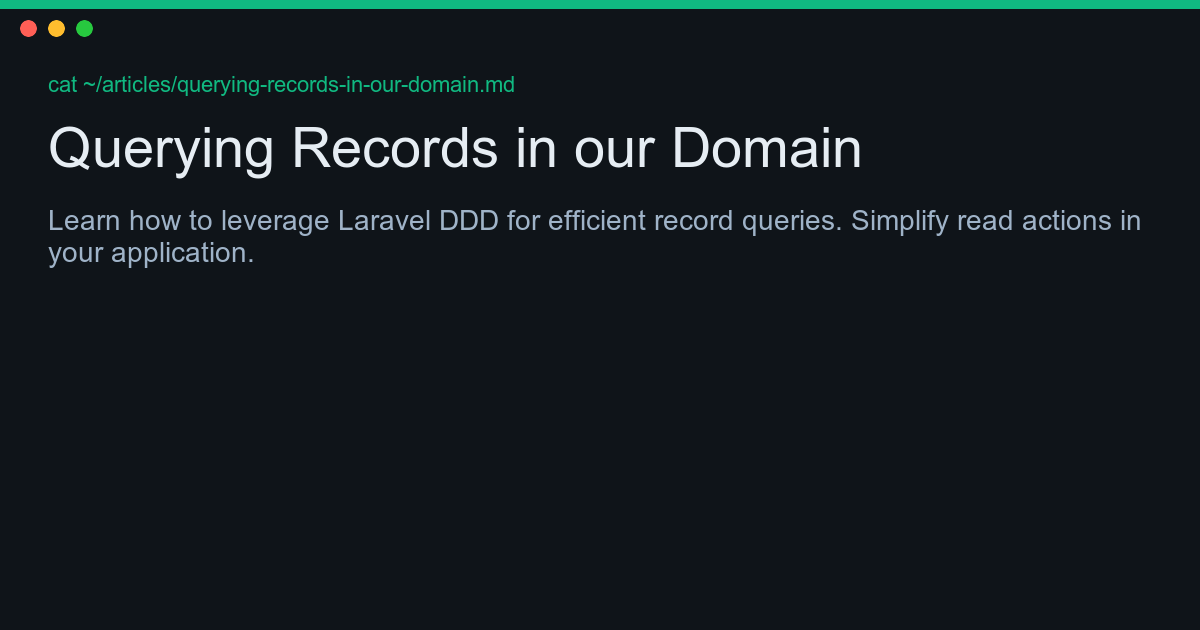 cat ~/articles/querying-records-in-our-domain.md
Querying Records in our Domain
Learn how to leverage Laravel DDD for efficient record queries. Simplify read actions in
your application.